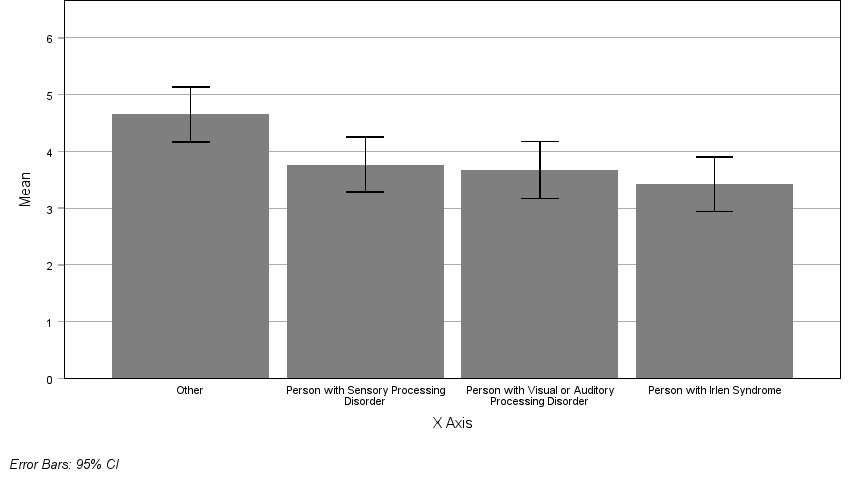 6
5
4
3
2
1
0
Mean
Other
Person with Sensory Processing
Disorder
Person with Visual or Auditory
Processing Disorder
Person with Irlen Syndrome
X Axis
Error Bars: 95% CI